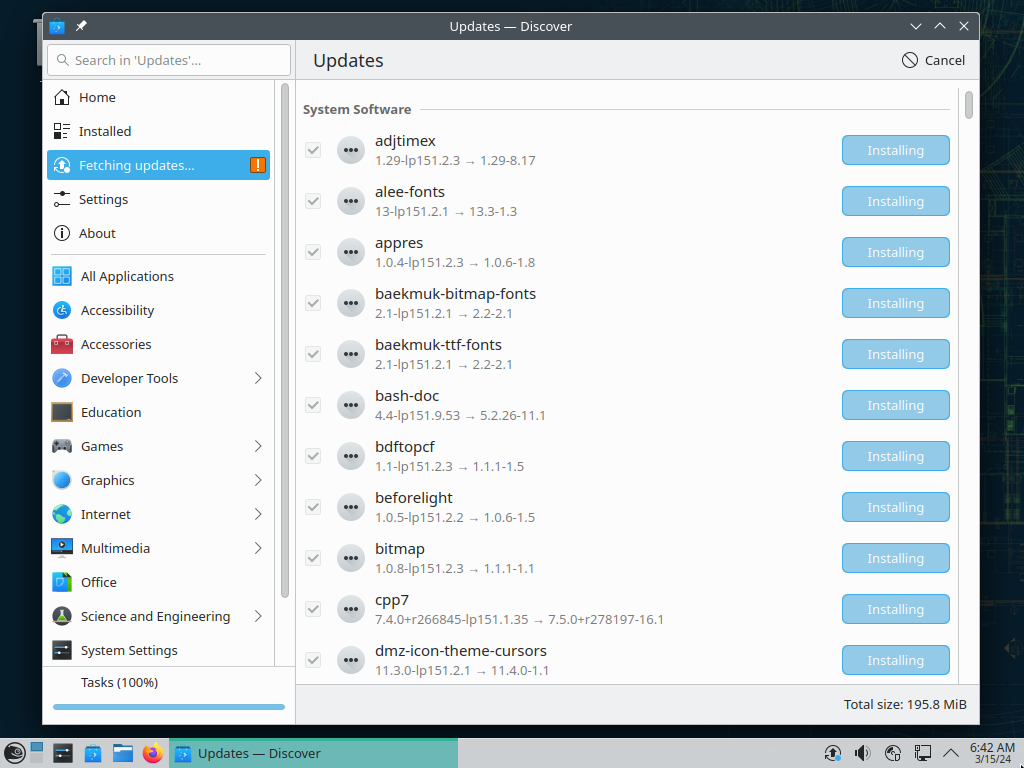 Updates — Discover
Search in 'Updates'...
Updates
Cancel
Home
Installed
Fetching updates...
Settings
About
All Applications
Accessibility
Accessories
Developer Tools
Education
Games
Graphics
Internet
Multimedia
Office
Science and Engineering
System Settings
Tasks (100%)
System Software
adjtimex
1.29-lp151.2.3 → 1.29-8.17
Installing
alee-fonts
13-lp151.2.1 → 13.3-1.3
Installing
appres
1.0.4-lp151.2.3 → 1.0.6-1.8
Installing
baekmuk-bitmap-fonts
2.1-lp151.2.1 → 2.2-2.1
Installing
baekmuk-ttf-fonts
2.1-lp151.2.1 → 2.2-2.1
Installing
bash-doc
4.4-lp151.9.53 → 5.2.26-11.1
Installing
bdftopcf
1.1-lp151.2.3 → 1.1.1-1.5
Installing
beforelight
1.0.5-lp151.2.2 → 1.0.6-1.5
Installing
bitmap
1.0.8-lp151.2.3 → 1.1.1-1.1
Installing
cpp7
7.4.0+r266845-lp151.1.35 → 7.5.0+r278197-16.1
Installing
dmz-icon-theme-cursors
11.3.0-lp151.2.1 → 11.4.0-1.1
Installing
Total size: 195.8 MiB
Updates — Discover
6:42 AM
3/15/24